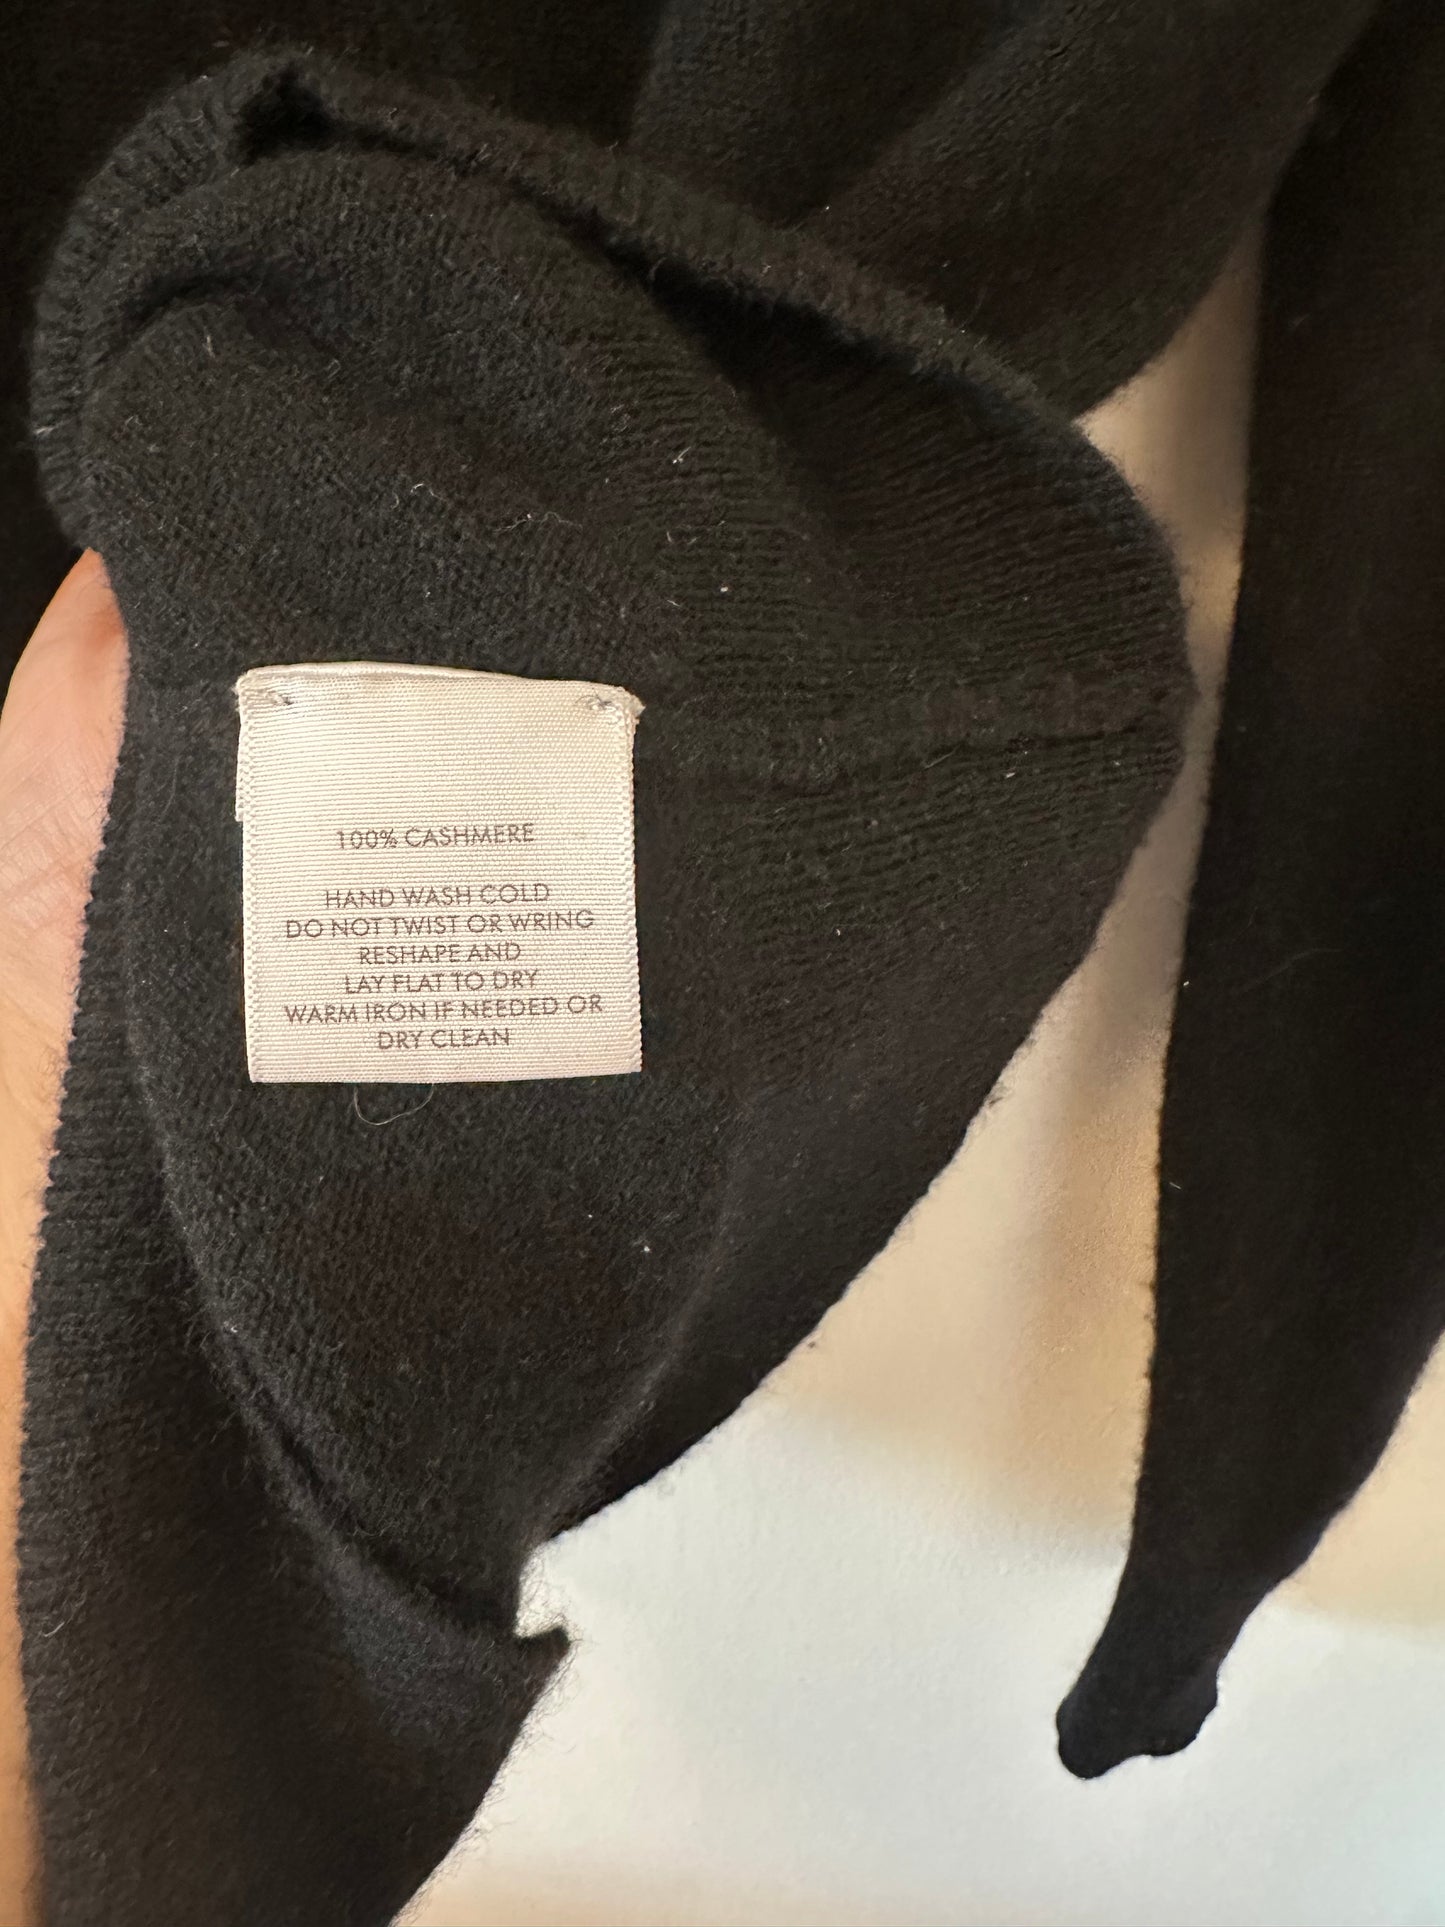 100% CASHMERE
HAND WASH COLD
DO NOT TWIST OR WRING
RESHAPE AND
LAY FLAT TO DRY
WARM IRON IF NEEDED OR
DRY CLEAN